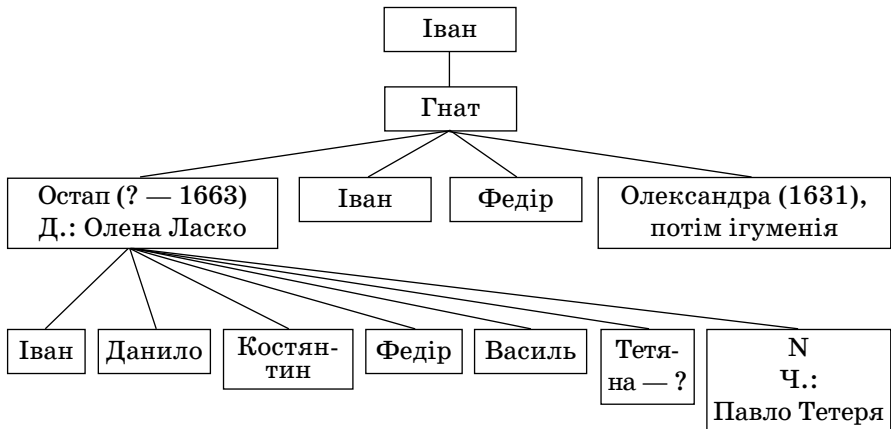 Іван
Гнат
Остап (? — 1663)
Д.: Олена Ласко
Іван
Федір
Олександра (1631),
потім ігуменія
Іван
Данило
Костян-
тин
Федір
Василь
Тетя-
на — ?
N
Ч.:
Павло Тетеря